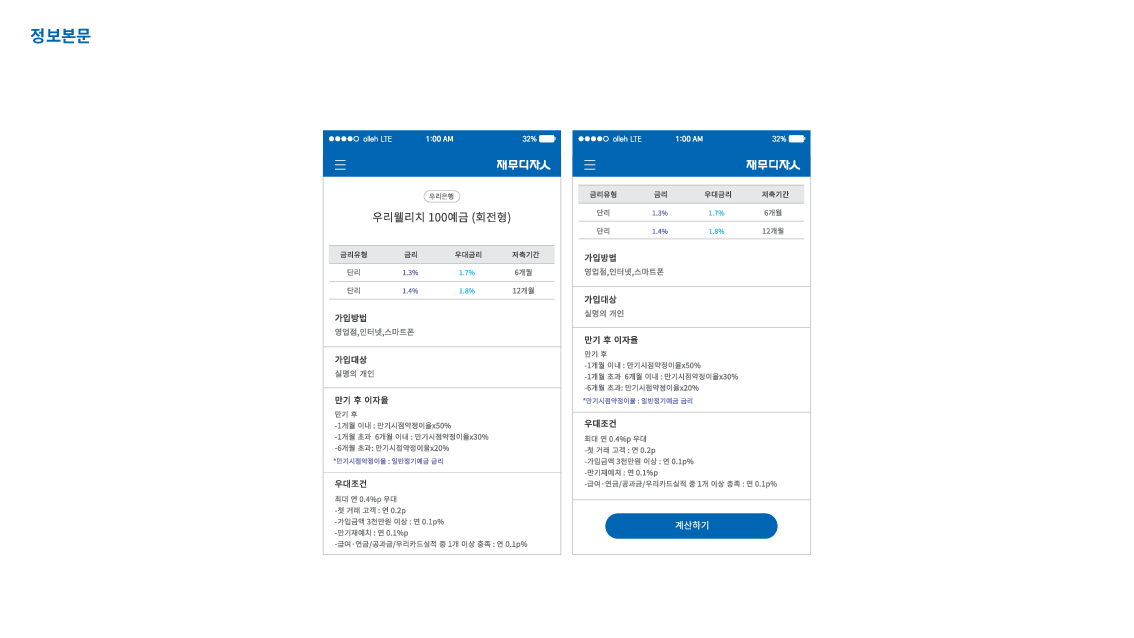 정보본문
olleh LTE 1:00 AM 32%
재무디자人
우리은행
우리웰리치 100예금 (회전형)
금리유형 금리 우대금리 저축기간
단리 1.3% 1.7% 6개월
단리 1.4% 1.8% 12개월
가입방법
영업점,인터넷,스마트폰
가입대상
실명의 개인
만기 후 이자율
만기 후
-1개월 이내 : 만기시점약정이율x50%
-1개월 초과 6개월 이내 : 만기시점약정이율x30%
-6개월 초과: 만기시점약정이율x20%
*만기시점약정이율 : 일반정기예금 금리
우대조건
최대 연 0.4%p 우대
-첫 거래 고객 : 연 0.2p
-가입금액 3천만원 이상 : 연 0.1p%
-만기재예치 : 연 0.1%p
-급여·연금/공과금/우리카드실적 중 1개 이상 충족 : 연 0.1p%
olleh LTE 1:00 AM 32%
재무디자人
금리유형 금리 우대금리 저축기간
단리 1.3% 1.7% 6개월
단리 1.4% 1.8% 12개월
가입방법
영업점,인터넷,스마트폰
가입대상
실명의 개인
만기 후 이자율
만기 후
-1개월 이내 : 만기시점약정이율x50%
-1개월 초과 6개월 이내 : 만기시점약정이율x30%
-6개월 초과: 만기시점약정이율x20%
*만기시점약정이율 : 일반정기예금 금리
우대조건
최대 연 0.4%p 우대
-첫 거래 고객 : 연 0.2p
-가입금액 3천만원 이상 : 연 0.1p%
-만기재예치 : 연 0.1%p
-급여·연금/공과금/우리카드실적 중 1개 이상 충족 : 연 0.1p%
계산하기